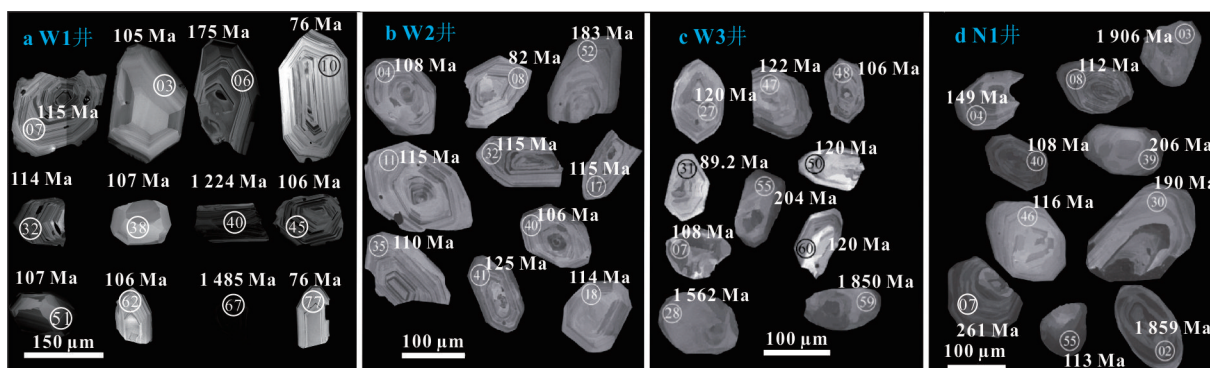 a W1井
105 Ma
175 Ma
76 Ma
07
115 Ma
03
06
10
114 Ma
107 Ma
1 224 Ma
106 Ma
32
38
40
45
107 Ma
106 Ma
1 485 Ma
76 Ma
51
62
67
77
150 μm
b W2井
183 Ma
82 Ma
108 Ma
04
08
52
11
115 Ma
32
115 Ma
115 Ma
17
106 Ma
40
35
110 Ma
125 Ma
41
114 Ma
18
100 μm
c W3井
122 Ma
106 Ma
47
48
120 Ma
27
120 Ma
50
31
89.2 Ma
55
204 Ma
108 Ma
07
60
120 Ma
1 562 Ma
28
1 850 Ma
59
100 μm
d N1井
1 906 Ma
03
112 Ma
08
149 Ma
04
108 Ma
40
206 Ma
39
190 Ma
30
116 Ma
46
07
261 Ma
55
113 Ma
1 859 Ma
02
100 μm